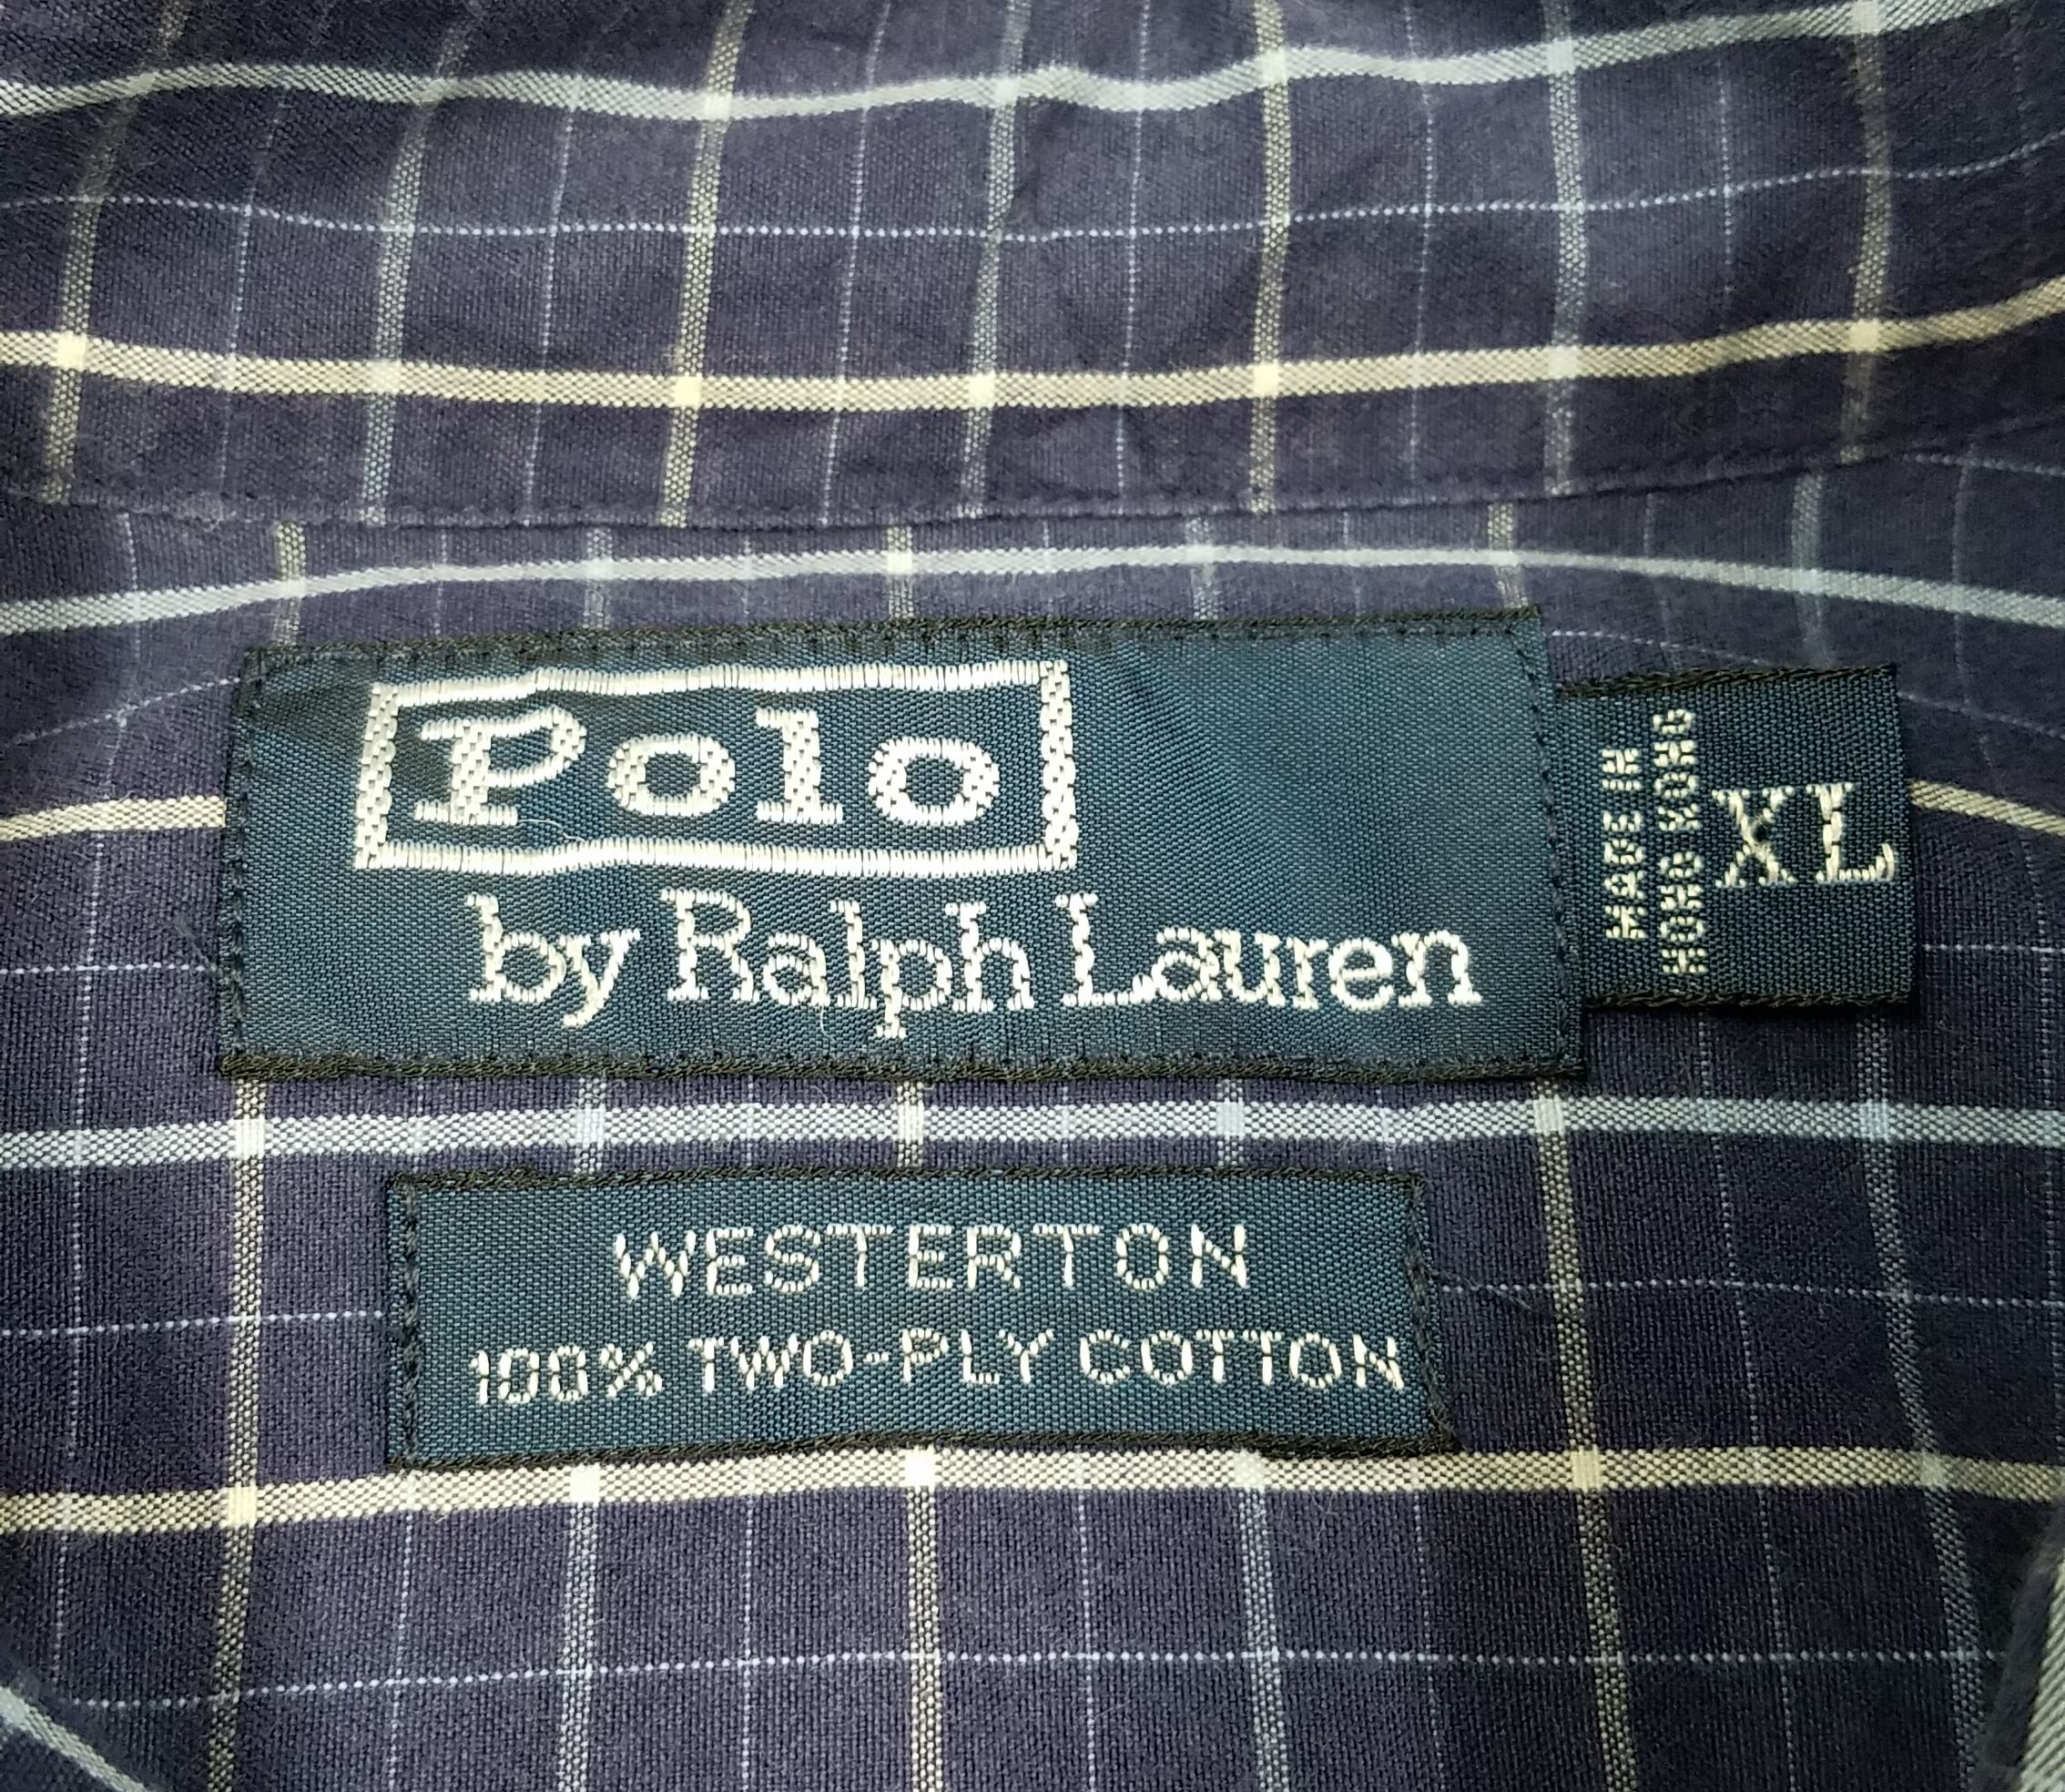 Polo
by Ralph Lauren
MADE IN
HONG KONG
XL
WESTERTON
100% TWO-PLY COTTON